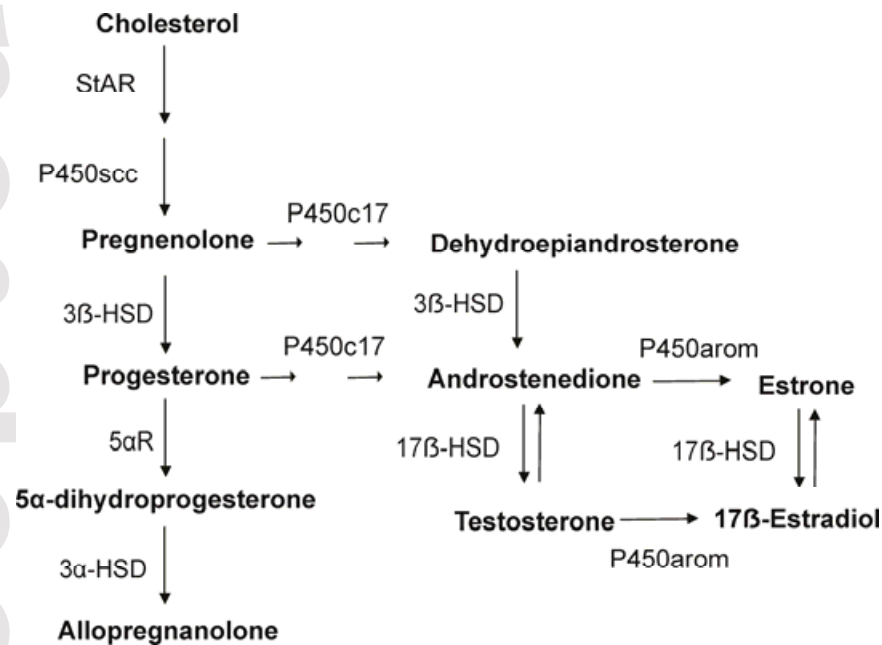 Cholesterol
StAR
P450scc
P450c17
Pregnenolone
Dehydroepiandrosterone
3ß-HSD
3ß-HSD
P450c17
P450arom
Progesterone
Androstenedione
Estrone
5αR
17ß-HSD
17ß-HSD
5α-dihydroprogesterone
Testosterone
17ß-Estradiol
P450arom
3α-HSD
Allopregnanolone